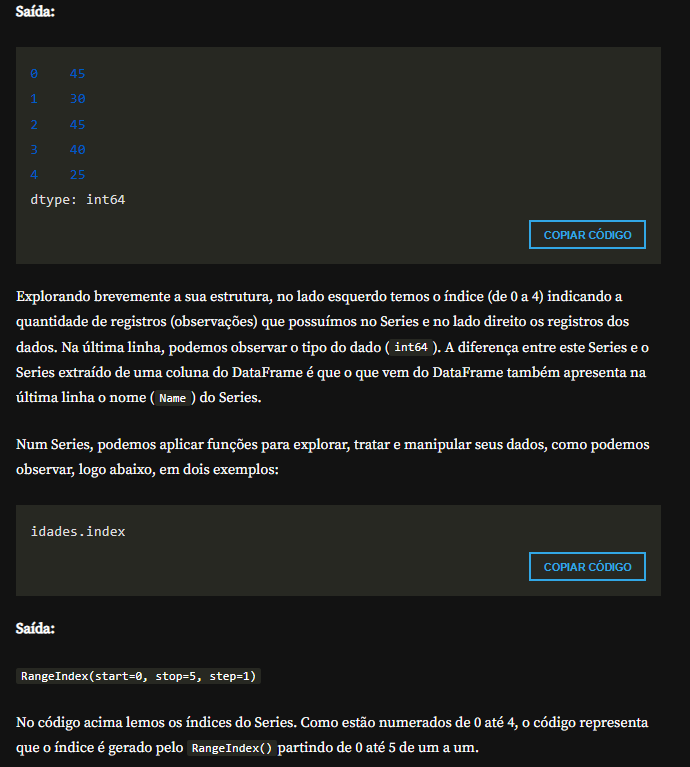 Saída:
0    45
1    30
2    45
3    40
4    25
dtype: int64
COPIAR CÓDIGO
Explorando brevemente a sua estrutura, no lado esquerdo temos o índice (de 0 a 4) indicando a
quantidade de registros (observações) que possuímos no Series e no lado direito os registros dos
dados. Na última linha, podemos observar o tipo do dado ( int64 ). A diferença entre este Series e o
Series extraído de uma coluna do DataFrame é que o que vem do DataFrame também apresenta na
última linha o nome ( Name ) do Series.
Num Series, podemos aplicar funções para explorar, tratar e manipular seus dados, como podemos
observar, logo abaixo, em dois exemplos:
idades.index
COPIAR CÓDIGO
Saída:
RangeIndex(start=0, stop=5, step=1)
No código acima lemos os índices do Series. Como estão numerados de 0 até 4, o código representa
que o índice é gerado pelo RangeIndex() partindo de 0 até 5 de um a um.